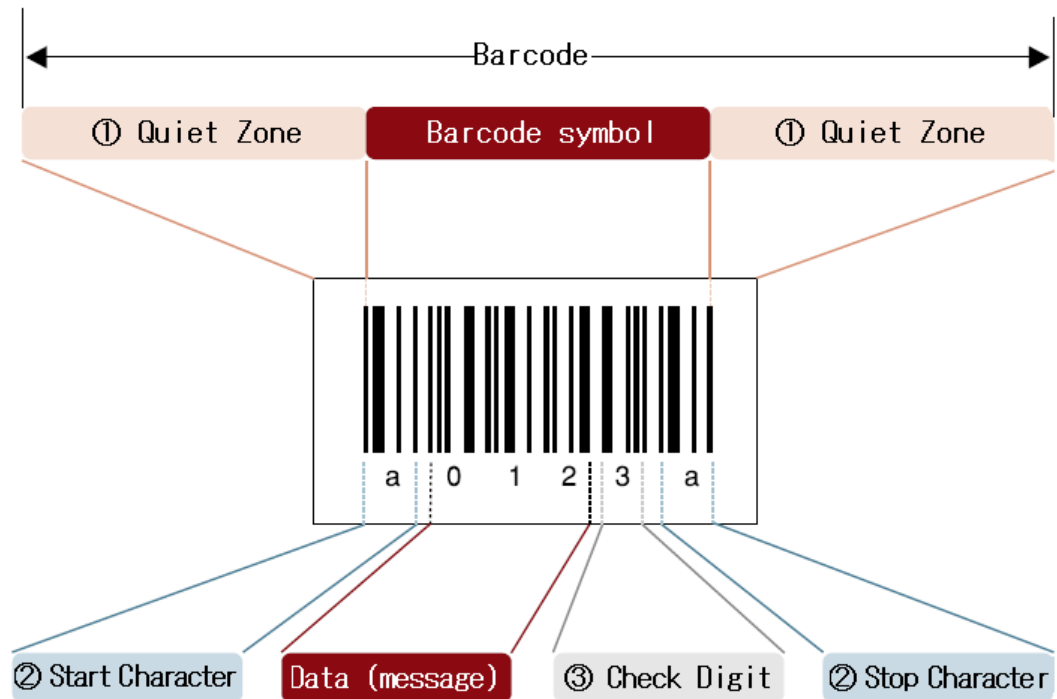 Barcode
① Quiet Zone Barcode symbol ① Quiet Zone
a 0 1 2 3 a
② Start Character Data (message) ③ Check Digit ② Stop Character